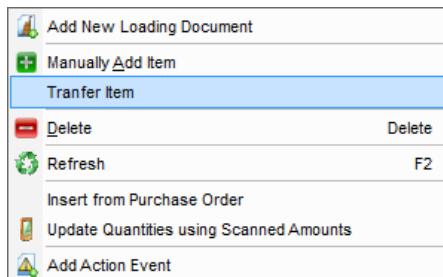 Add New Loading Document
Manually Add Item
Tranfer Item
Delete Delete
Refresh F2
Insert from Purchase Order
Update Quantities using Scanned Amounts
Add Action Event